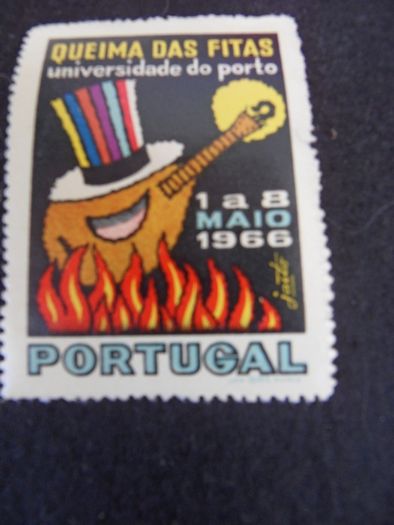 QUEIMA DAS FITAS
universidade do porto
1 a 8
MAIO
1966
PORTUGAL